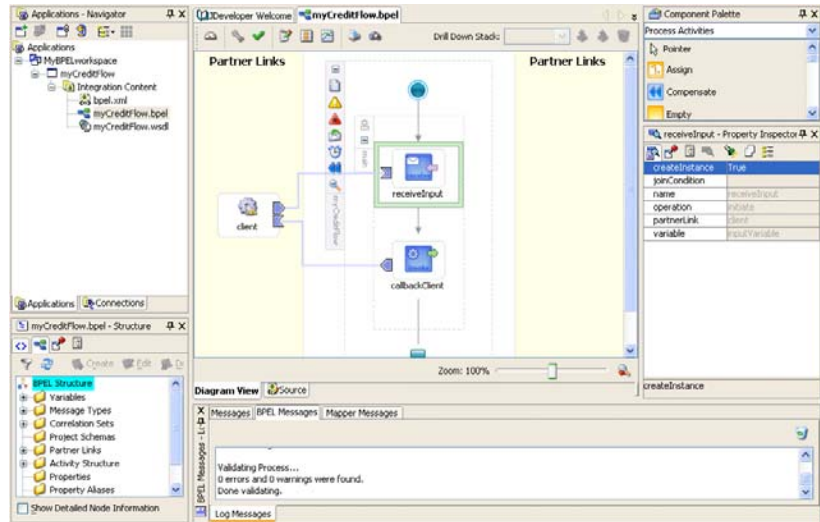 Applications - Navigator
Applications
MyBPELworkspace
myCreditFlow
Integration Content
bpel.xml
myCreditFlow.bpel
myCreditFlow.wsdl
Applications
Connections
myCreditFlow.bpel - Structure
Create
Edit
BPEL Structure
Variables
Message Types
Correlation Sets
Project Schemas
Partner Links
Activity Structure
Properties
Property Aliases
Show Detailed Node Information
JDeveloper Welcome
myCreditFlow.bpel
Drill Down Stack:
Partner Links
Partner Links
main
myCreditFlow
receiveInput
client
callbackClient
Zoom: 100%
Diagram View
Source
Messages
BPEL Messages
Mapper Messages
BPEL Messages -
Validating Process...
0 errors and 0 warnings were found.
Done validating.
Log Messages
Component Palette
Process Activities
Pointer
Assign
Compensate
Empty
receiveInput - Property Inspector
createInstance True
joinCondition
name receiveInput
operation initiate
partnerLink client
variable inputVariable
createInstance